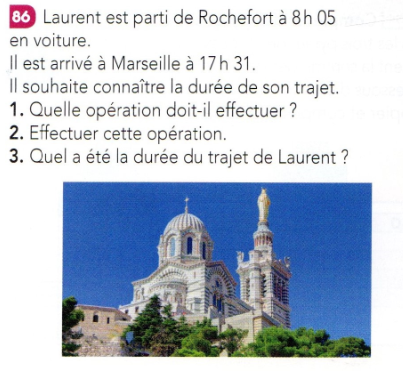 86 Laurent est parti de Rochefort à 8 h 05
en voiture.
Il est arrivé à Marseille à 17 h 31.
Il souhaite connaître la durée de son trajet.
1. Quelle opération doit-il effectuer ?
2. Effectuer cette opération.
3. Quel a été la durée du trajet de Laurent ?